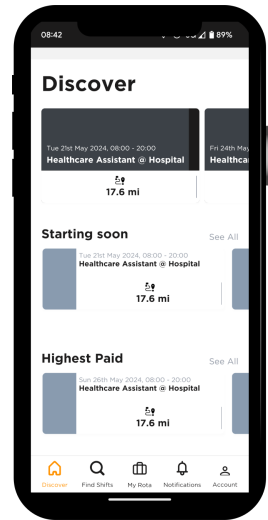 08:42
89%
Discover
Tue 21st May 2024, 08:00 - 20:00
Healthcare Assistant @ Hospital
17.6 mi
Fri 24th May
Healthcar
Starting soon
See All
Tue 21st May 2024, 08:00 - 20:00
Healthcare Assistant @ Hospital
17.6 mi
Highest Paid
See All
Sun 26th May 2024, 08:00 - 20:00
Healthcare Assistant @ Hospital
17.6 mi
Discover
Find Shifts
My Rota
Notifications
Account